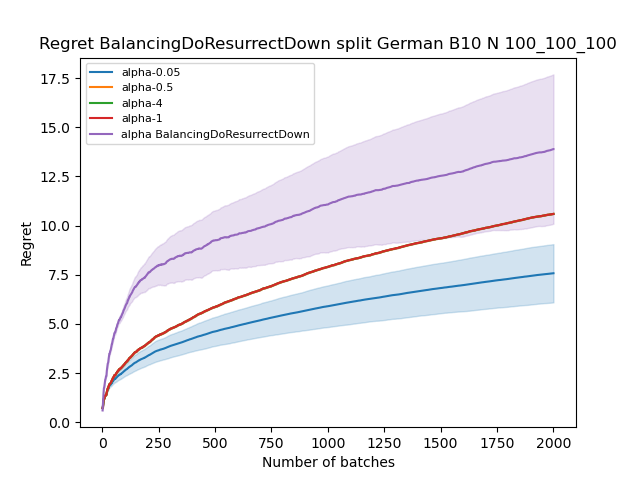 Regret BalancingDoResurrectDown split German B10 N 100_100_100
alpha-0.05
alpha-0.5
alpha-4
alpha-1
alpha BalancingDoResurrectDown
17.5
15.0
12.5
10.0
7.5
5.0
2.5
0.0
Regret
0 250 500 750 1000 1250 1500 1750 2000
Number of batches